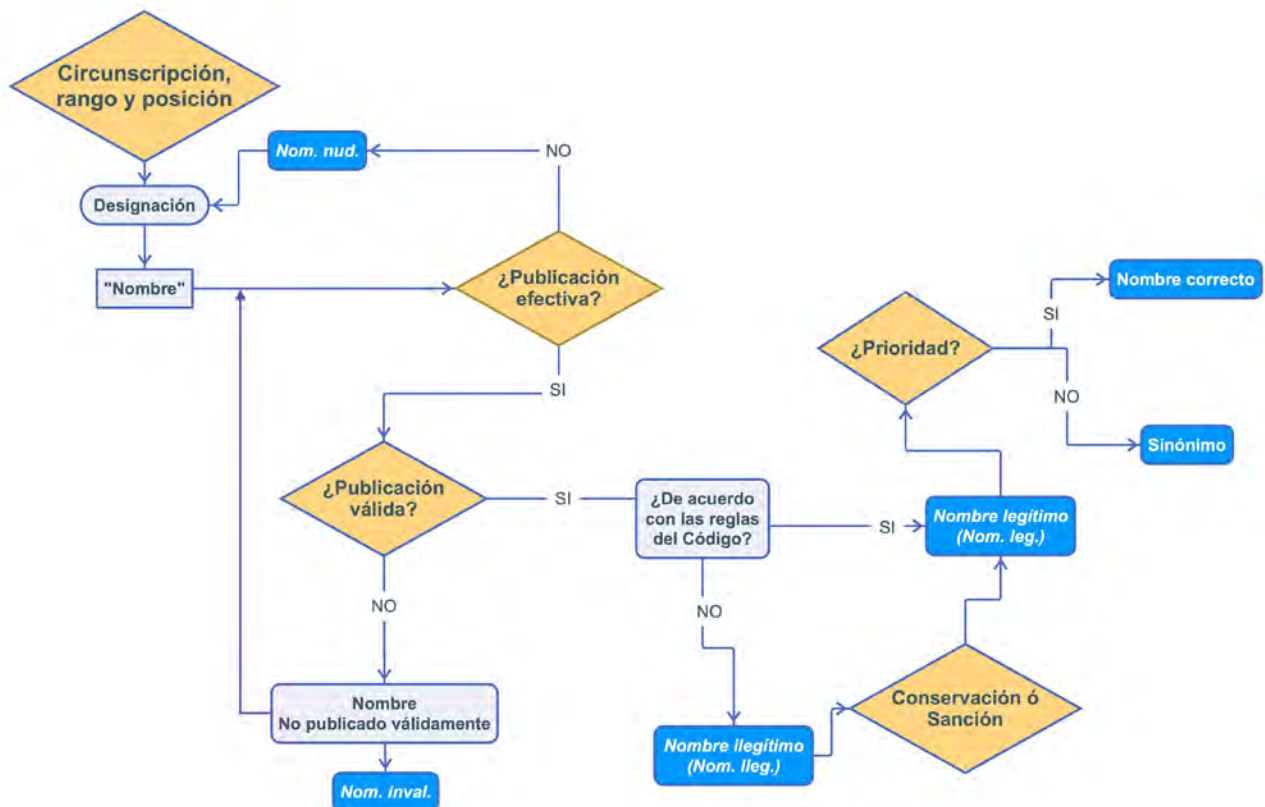 Circunscripción,
rango y posición
Nom. nud.
NO
Designación
"Nombre"
¿Publicación
efectiva?
Nombre correcto
SI
¿Prioridad?
NO
Sinónimo
SI
¿Publicación
válida?
SI
¿De acuerdo
con las reglas
del Código?
SI
Nombre legítimo
(Nom. leg.)
NO
NO
Nombre
No publicado válidamente
Conservación ó
Sanción
Nombre ilegítimo
(Nom. Ileg.)
Nom. inval.